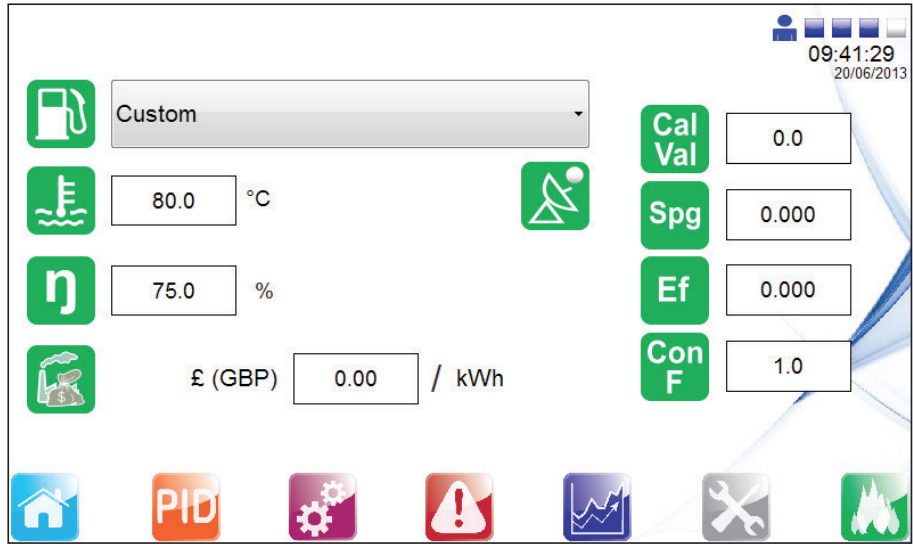 09:41:29
20/06/2013
Custom
Cal
Val
0.0
80.0 °C
Spg
0.000
ŋ
75.0 %
Ef
0.000
£ (GBP) 0.00 / kWh
$
Con
F
1.0
PID
!